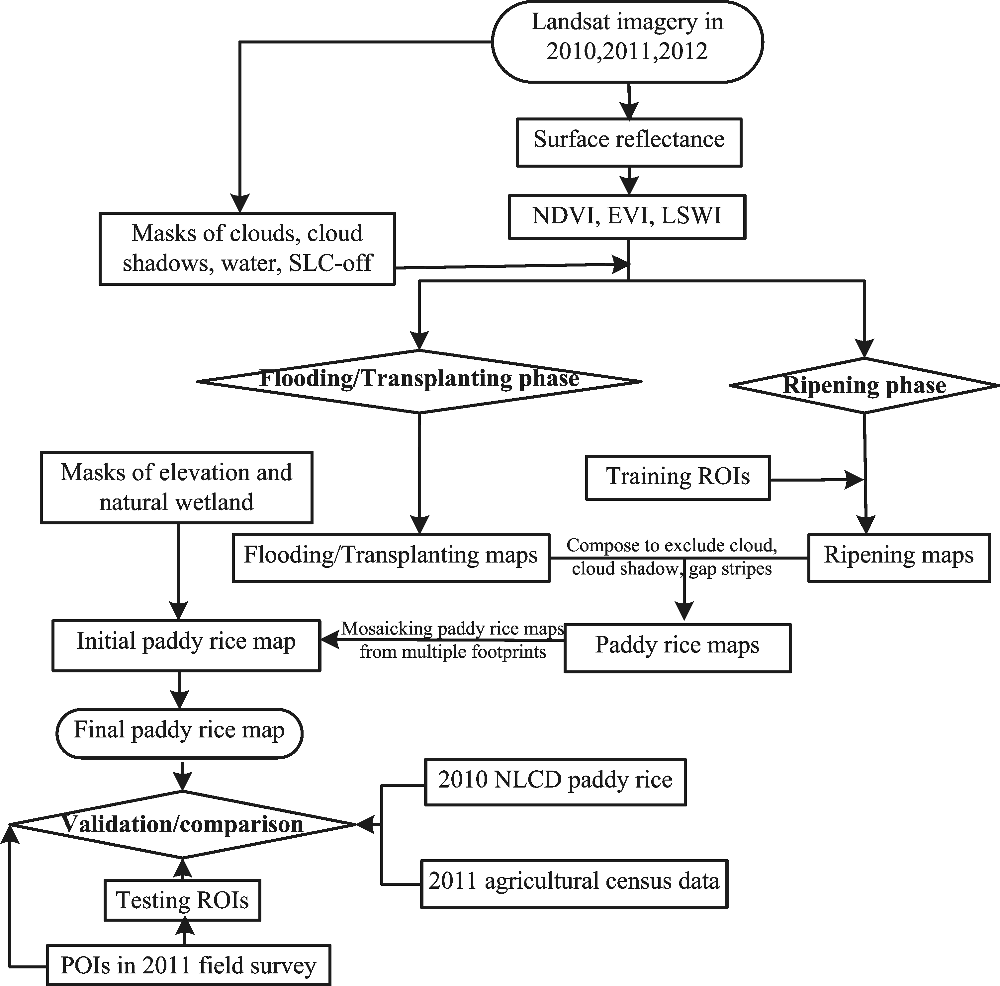 Landsat imagery in
2010,2011,2012
Surface reflectance
NDVI, EVI, LSWI
Masks of clouds, cloud
shadows, water, SLC-off
Flooding/Transplanting phase
Ripening phase
Masks of elevation and
natural wetland
Training ROIs
Flooding/Transplanting maps
Compose to exclude cloud,
cloud shadow, gap stripes
Ripening maps
Initial paddy rice map
Mosaicking paddy rice maps
from multiple footprints
Paddy rice maps
Final paddy rice map
2010 NLCD paddy rice
Validation/comparison
2011 agricultural census data
Testing ROIs
POIs in 2011 field survey